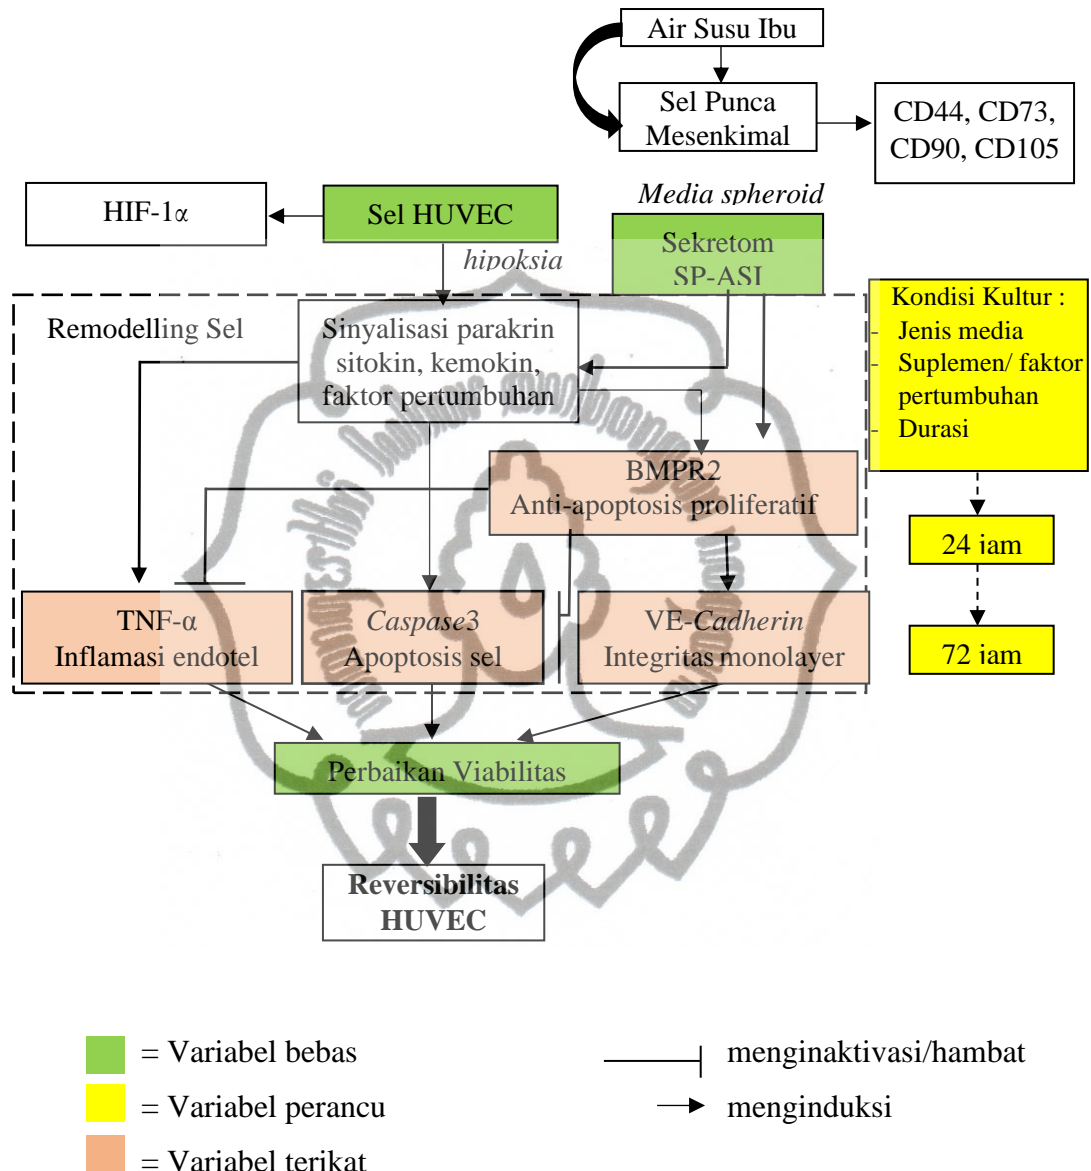 Air Susu Ibu
Sel Punca
Mesenkimal
CD44, CD73,
CD90, CD105
HIF-1α
Sel HUVEC
Media spheroid
Sekretom
SP-ASI
hipoksia
Kondisi Kultur :
- Jenis media
- Suplemen/ faktor
pertumbuhan
- Durasi
Remodelling Sel
Sinyalisasi parakrin
sitokin, kemokin,
faktor pertumbuhan
BMPR2
Anti-apoptosis proliferatif
24 jam
72 jam
TNF-α
Inflamasi endotel
Caspase3
Apoptosis sel
VE-Cadherin
Integritas monolayer
Perbaikan Viabilitas
Reversibilitas
HUVEC
= Variabel bebas
= Variabel perancu
= Variabel terikat
menginaktivasi/hambat
menginduksi